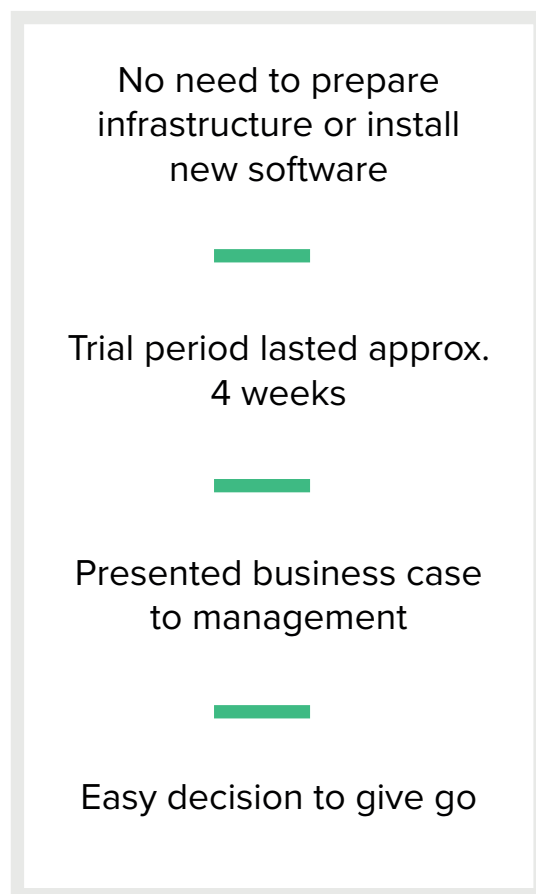 No need to prepare
infrastructure or install
new software
Trial period lasted approx.
4 weeks
Presented business case
to management
Easy decision to give go